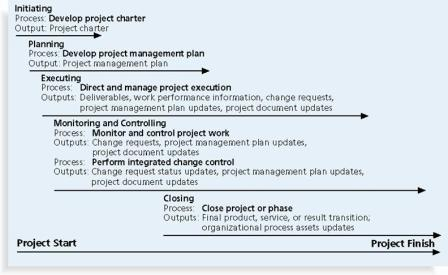 Initiating
Process: Develop project charter
Output: Project charter
Planning
Process: Develop project management plan
Output: Project management plan
Executing
Process: Direct and manage project execution
Outputs: Deliverables, work performance information, change requests,
project management plan updates, project document updates
Monitoring and Controlling
Process: Monitor and control project work
Outputs: Change requests, project management plan updates,
project document updates
Process: Perform integrated change control
Outputs: Change request status updates, project management plan updates,
project document updates
Closing
Process: Close project or phase
Outputs: Final product, service, or result transition;
organizational process assets updates
Project Start
Project Finish